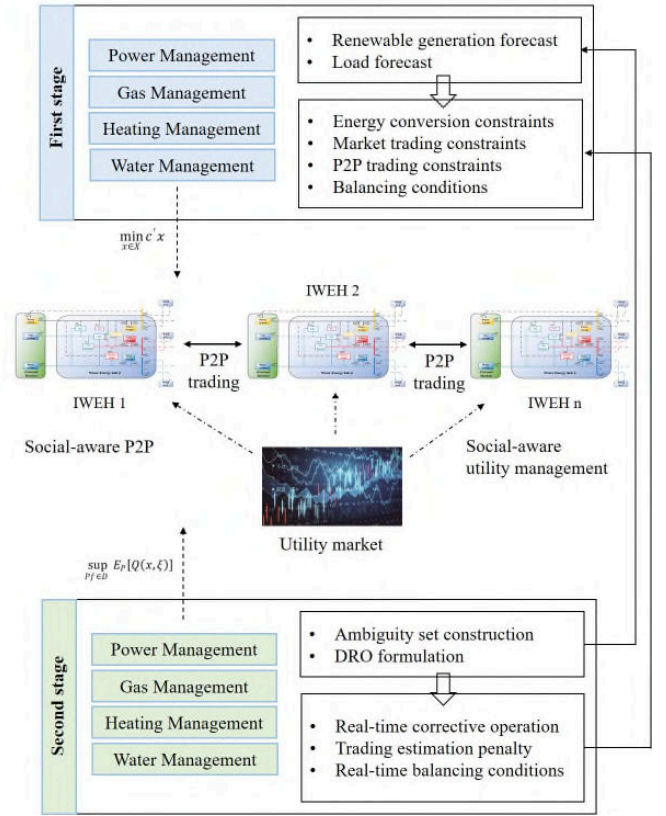 First stage
Power Management
Gas Management
Heating Management
Water Management
• Renewable generation forecast
• Load forecast
• Energy conversion constraints
• Market trading constraints
• P2P trading constraints
• Balancing conditions
min c'x
x∈X
IWEH 2
P2P
trading
P2P
trading
IWEH 1
IWEH n
Social-aware P2P
Social-aware
utility management
Utility market
sup E_P[Q(x,ξ)]
Pf∈D
Second stage
Power Management
Gas Management
Heating Management
Water Management
• Ambiguity set construction
• DRO formulation
• Real-time corrective operation
• Trading estimation penalty
• Real-time balancing conditions